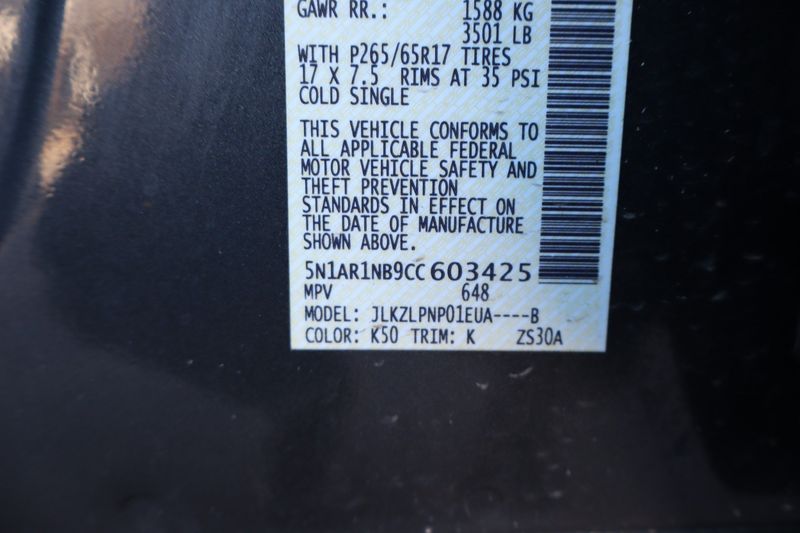 GAWR RR.: 1588 KG
3501 LB
WITH P265/65R17 TIRES
17 X 7.5 RIMS AT 35 PSI
COLD SINGLE
THIS VEHICLE CONFORMS TO
ALL APPLICABLE FEDERAL
MOTOR VEHICLE SAFETY AND
THEFT PREVENTION
STANDARDS IN EFFECT ON
THE DATE OF MANUFACTURE
SHOWN ABOVE.
5N1AR1NB9CC603425
MPV 648
MODEL: JLKZLPNP01EUA----B
COLOR: K50 TRIM: K ZS30A